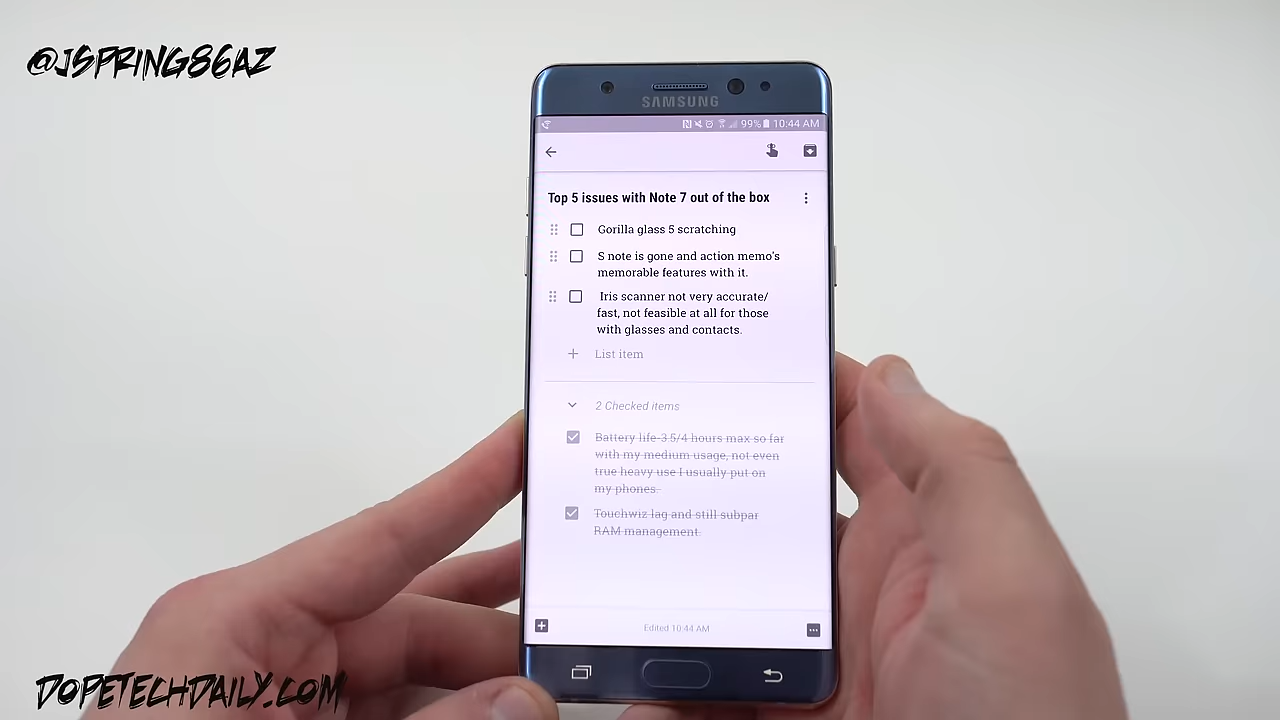 @JSPRING86AZ
SAMSUNG
99% 10:44 AM
Top 5 issues with Note 7 out of the box
Gorilla glass 5 scratching
S note is gone and action memo's
memorable features with it.
Iris scanner not very accurate/
fast, not feasible at all for those
with glasses and contacts.
List item
2 Checked items
Battery life-3.5/4 hours max so far
with my medium usage, not even
true heavy use I usually put on
my phones.
Touchwiz lag and still subpar
RAM management.
Edited 10:44 AM
DOPETECHDAILY.COM